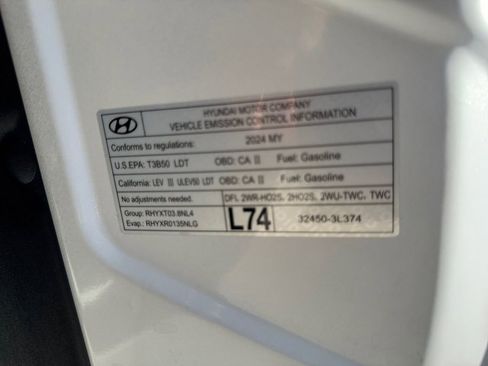 HYUNDAI MOTOR COMPANY
VEHICLE EMISSION CONTROL INFORMATION
Conforms to regulations: 2024 MY
U.S.EPA: T3B50 LDT OBD: CA II Fuel: Gasoline
California: LEV III ULEV50 LDT OBD: CA II Fuel: Gasoline
No adjustments needed. DFI, 2WR-HO2S, 2HO2S, 2WU-TWC, TWC
Group: RHYXT03.8NL4
Evap: RHYXR0135NLG
L74 32450-3L374